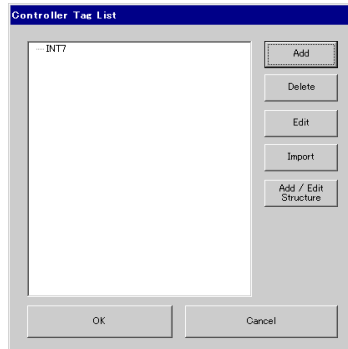 Controller Tag List
INT7
Add
Delete
Edit
Import
Add / Edit
Structure
OK
Cancel